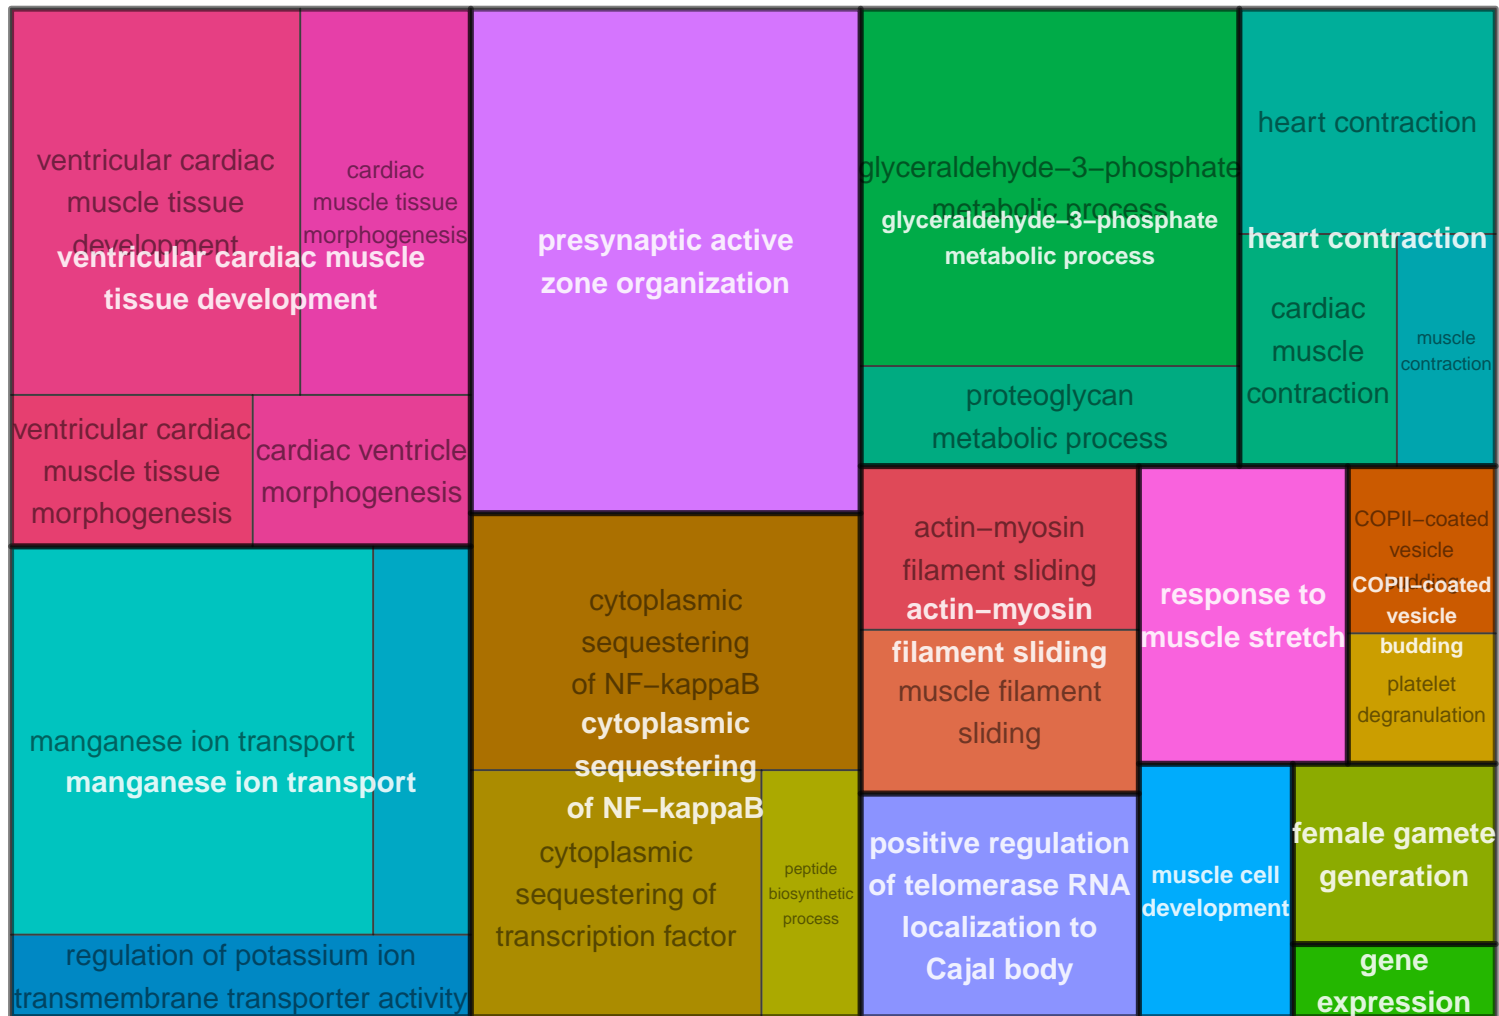 ventricular cardiac
muscle tissue
development
cardiac
muscle tissue
morphogenesis
ventricular cardiac muscle
tissue development
ventricular cardiac
muscle tissue
morphogenesis
cardiac ventricle
morphogenesis
manganese ion transport
manganese ion transport
regulation of potassium ion
transmembrane transporter activity
presynaptic active
zone organization
cytoplasmic
sequestering
of NF−kappaB
cytoplasmic
sequestering
of NF−kappaB
cytoplasmic
sequestering of
transcription factor
peptide
biosynthetic
process
glyceraldehyde−3−phosphate
metabolic process
glyceraldehyde−3−phosphate
metabolic process
proteoglycan
metabolic process
heart contraction
heart contraction
cardiac
muscle
contraction
muscle
contraction
actin−myosin
filament sliding
actin−myosin
filament sliding
muscle filament
sliding
response to
muscle stretch
COPII−coated
vesicle
budding
COPII−coated
vesicle
budding
platelet
degranulation
positive regulation
of telomerase RNA
localization to
Cajal body
muscle cell
development
female gamete
generation
gene
expression